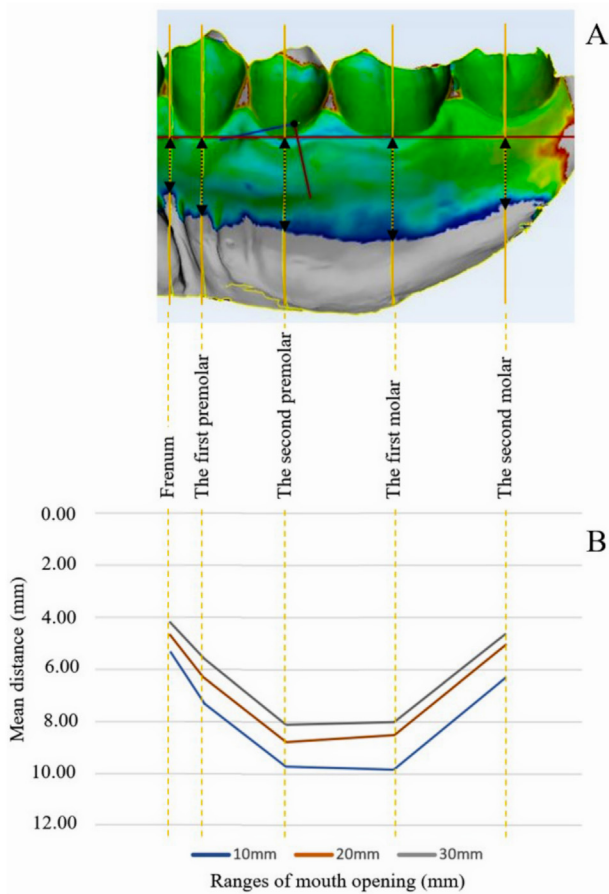 A
Frenum
The first premolar
The second premolar
The first molar
The second molar
B
Mean distance (mm)
0.00
2.00
4.00
6.00
8.00
10.00
12.00
10mm 20mm 30mm
Ranges of mouth opening (mm)